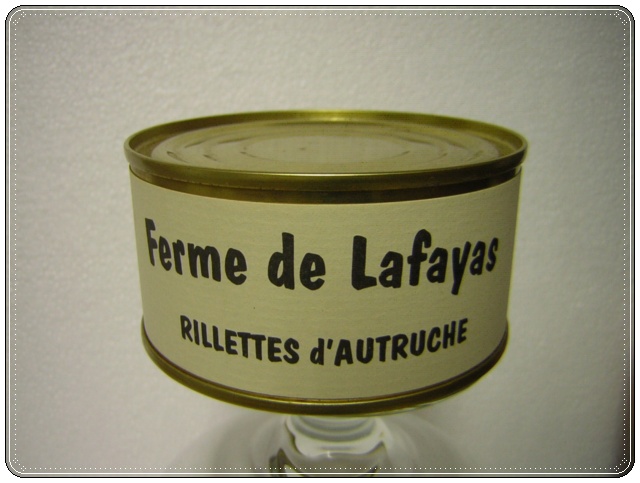 Ferme de Lafayas
RILLETTES d'AUTRUCHE